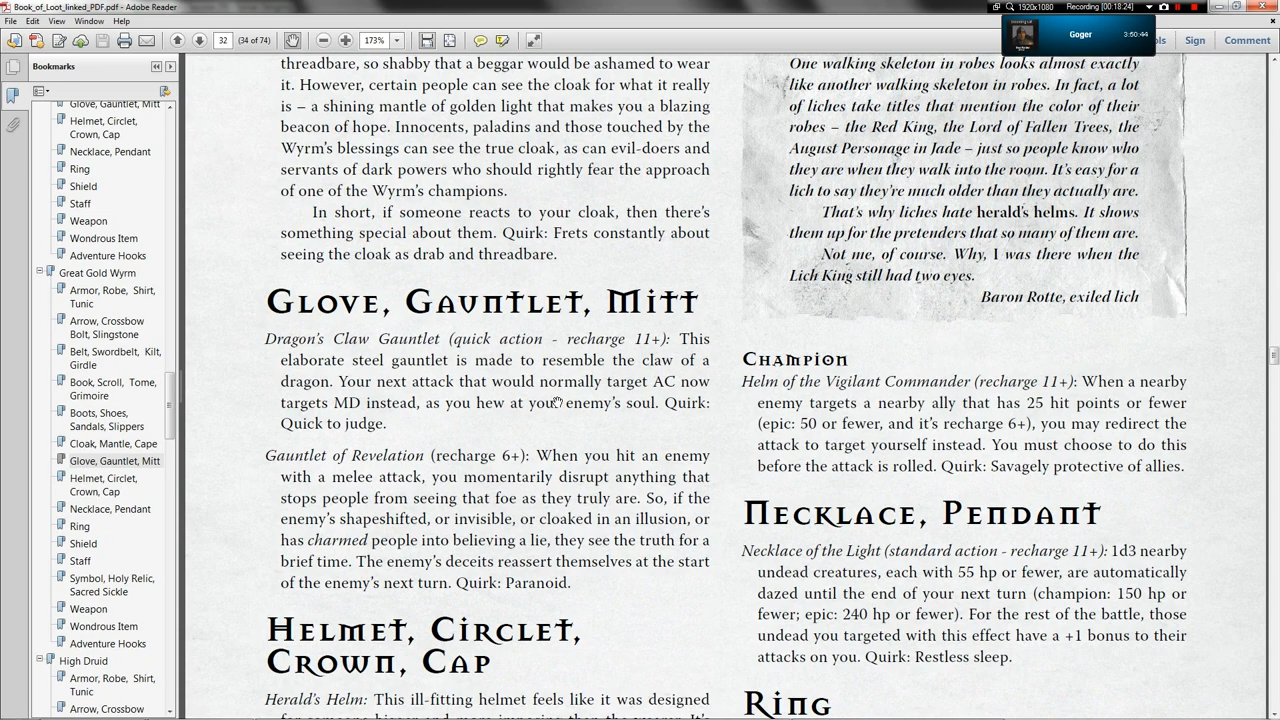 Book_of_Loot_linked_PDF.pdf - Adobe Reader
1920x1080
Recording [00:18:24]
File Edit View Window Help
Goger
3:50:44
32
(34 of 74)
173%
Sign
Comment
Bookmarks
Glove, Gauntlet, Mitt
Helmet, Circlet,
Crown, Cap
Necklace, Pendant
Ring
Shield
Staff
Weapon
Wondrous Item
Adventure Hooks
Great Gold Wyrm
Armor, Robe, Shirt,
Tunic
Arrow, Crossbow
Bolt, Slingstone
Belt, Swordbelt, Kilt,
Girdle
Book, Scroll, Tome,
Grimoire
Boots, Shoes,
Sandals, Slippers
Cloak, Mantle, Cape
Glove, Gauntlet, Mitt
Helmet, Circlet,
Crown, Cap
Necklace, Pendant
Ring
Shield
Staff
Symbol, Holy Relic,
Sacred Sickle
Weapon
Wondrous Item
Adventure Hooks
High Druid
Armor, Robe, Shirt,
Tunic
Arrow, Crossbow
threadbare, so shabby that a beggar would be ashamed to wear
it. However, certain people can see the cloak for what it really
is – a shining mantle of golden light that makes you a blazing
beacon of hope. Innocents, paladins and those touched by the
Wyrm's blessings can see the true cloak, as can evil-doers and
servants of dark powers who should rightly fear the approach
of one of the Wyrm's champions.
In short, if someone reacts to your cloak, then there's
something special about them. Quirk: Frets constantly about
seeing the cloak as drab and threadbare.
Glove, Gauntlet, Mitt
Dragon's Claw Gauntlet (quick action - recharge 11+): This
elaborate steel gauntlet is made to resemble the claw of a
dragon. Your next attack that would normally target AC now
targets MD instead, as you hew at your enemy's soul. Quirk:
Quick to judge.
Gauntlet of Revelation (recharge 6+): When you hit an enemy
with a melee attack, you momentarily disrupt anything that
stops people from seeing that foe as they truly are. So, if the
enemy's shapeshifted, or invisible, or cloaked in an illusion, or
has charmed people into believing a lie, they see the truth for a
brief time. The enemy's deceits reassert themselves at the start
of the enemy's next turn. Quirk: Paranoid.
Helmet, Circlet,
Crown, Cap
Herald's Helm: This ill-fitting helmet feels like it was designed
for someone bigger and more imposing than the wearer. It's
One walking skeleton in robes looks almost exactly
like another walking skeleton in robes. In fact, a lot
of liches take titles that mention the color of their
robes – the Red King, the Lord of Fallen Trees, the
August Personage in Jade – just so people know who
they are when they walk into the room. It's easy for a
lich to say they're much older than they actually are.
That's why liches hate herald's helms. It shows
them up for the pretenders that so many of them are.
Not me, of course. Why, I was there when the
Lich King still had two eyes.
Baron Rotte, exiled lich
Champion
Helm of the Vigilant Commander (recharge 11+): When a nearby
enemy targets a nearby ally that has 25 hit points or fewer
(epic: 50 or fewer, and it's recharge 6+), you may redirect the
attack to target yourself instead. You must choose to do this
before the attack is rolled. Quirk: Savagely protective of allies.
Necklace, Pendant
Necklace of the Light (standard action - recharge 11+): 1d3 nearby
undead creatures, each with 55 hp or fewer, are automatically
dazed until the end of your next turn (champion: 150 hp or
fewer; epic: 240 hp or fewer). For the rest of the battle, those
undead you targeted with this effect have a +1 bonus to their
attacks on you. Quirk: Restless sleep.
Ring